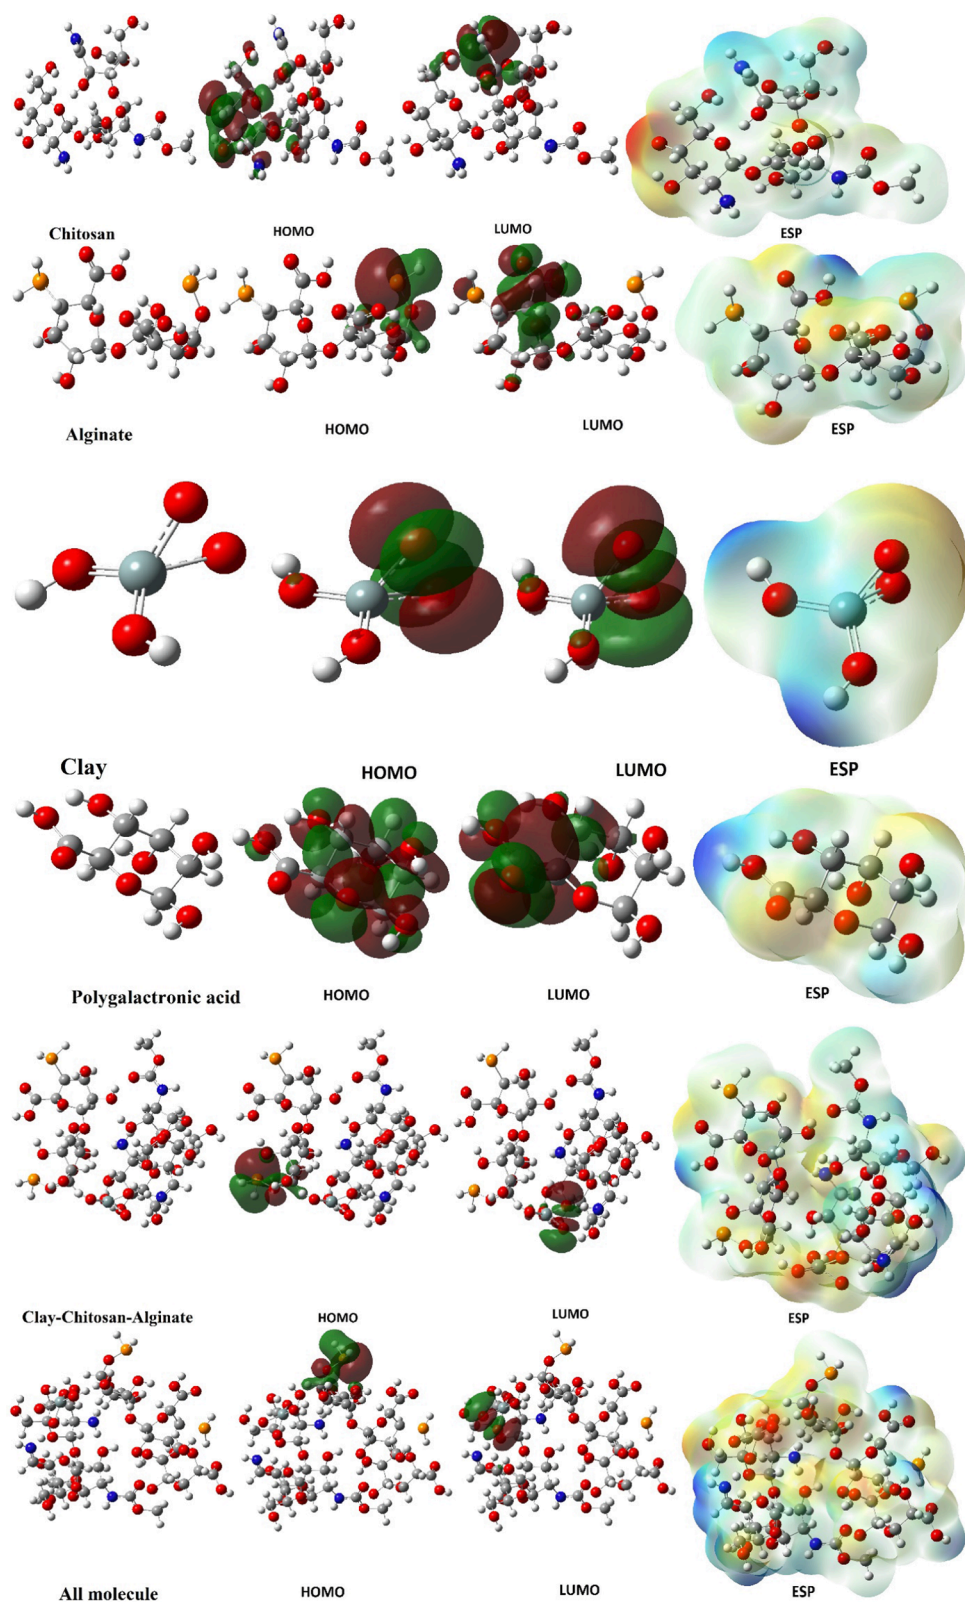 Chitosan HOMO LUMO ESP
Alginate HOMO LUMO ESP
Clay HOMO LUMO ESP
Polygalactronic acid HOMO LUMO ESP
Clay-Chitosan-Alginate HOMO LUMO ESP
All molecule HOMO LUMO ESP